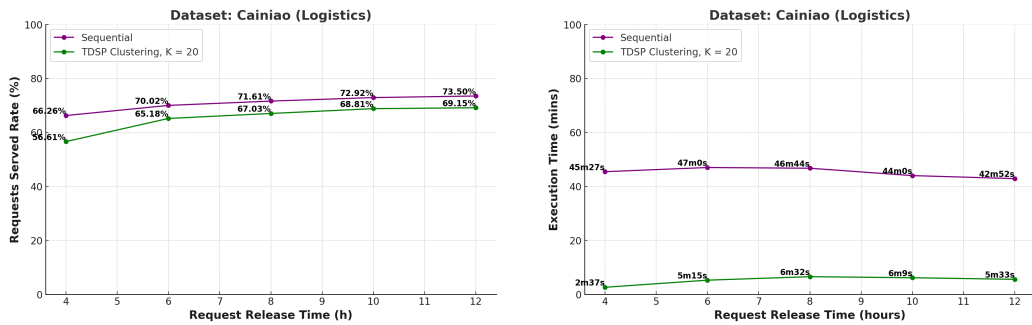 Dataset: Cainiao (Logistics)
Requests Served Rate (%)
100
80
60
40
20
0
Sequential
TDSP Clustering, K = 20
66.26%
70.02%
71.61%
72.92%
73.50%
56.61%
65.18%
67.03%
68.81%
69.15%
4 5 6 7 8 9 10 11 12
Request Release Time (h)
Dataset: Cainiao (Logistics)
Execution Time (mins)
100
80
60
40
20
0
Sequential
TDSP Clustering, K = 20
45m27s
47m0s
46m44s
44m0s
42m52s
2m37s
5m15s
6m32s
6m9s
5m33s
4 5 6 7 8 9 10 11 12
Request Release Time (hours)